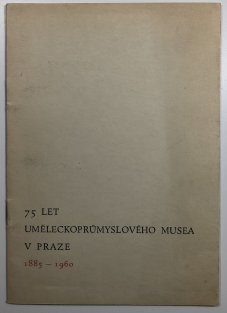 75 LET
UMĚLECKOPRŮMYSLOVÉHO MUSEA
V PRAZE
1885 – 1960